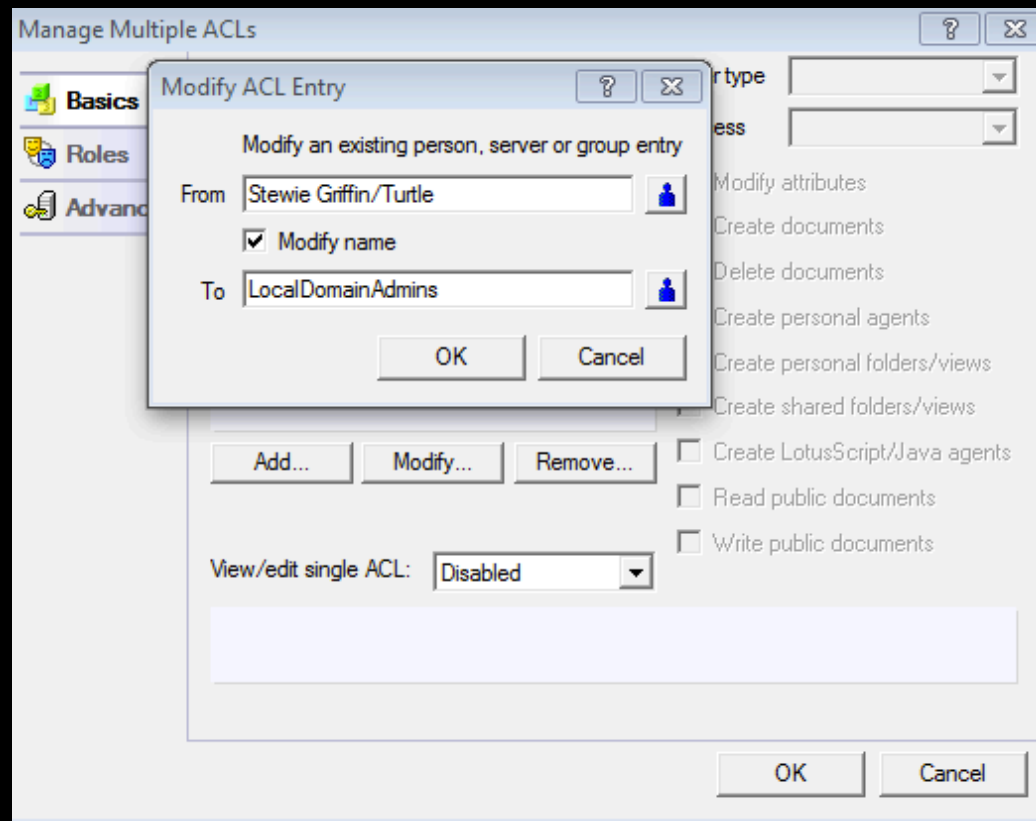 Manage Multiple ACLs
Basics
Roles
Advanc
Modify ACL Entry
Modify an existing person, server or group entry
From Stewie Griffin/Turtle
Modify name
To LocalDomainAdmins
OK Cancel
r type
ess
Modify attributes
Create documents
Delete documents
Create personal agents
Create personal folders/views
Create shared folders/views
Create LotusScript/Java agents
Read public documents
Write public documents
Add... Modify... Remove...
View/edit single ACL: Disabled
OK Cancel